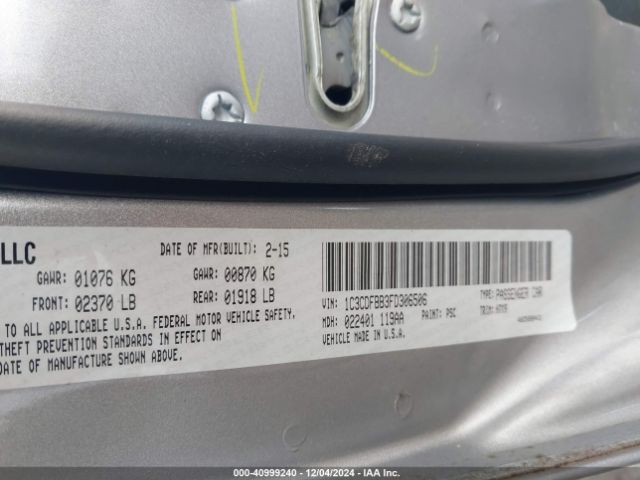 LLC
DATE OF MFR(BUILT): 2-15
GAWR: 01076 KG GAWR: 00870 KG
FRONT: 02370 LB REAR: 01918 LB
TO ALL APPLICABLE U.S.A. FEDERAL MOTOR VEHICLE SAFETY,
THEFT PREVENTION STANDARDS IN EFFECT ON
DATE OF MANUFACTURE SHOWN ABOVE.
VIN: 1C3CDFBB3FD306506 TYPE: PASSENGER CAR
MDH: 022401 119AA PAINT: PSC TRIM:
VEHICLE MADE IN U.S.A.
000-40999240 - 12/04/2024 - IAA Inc.